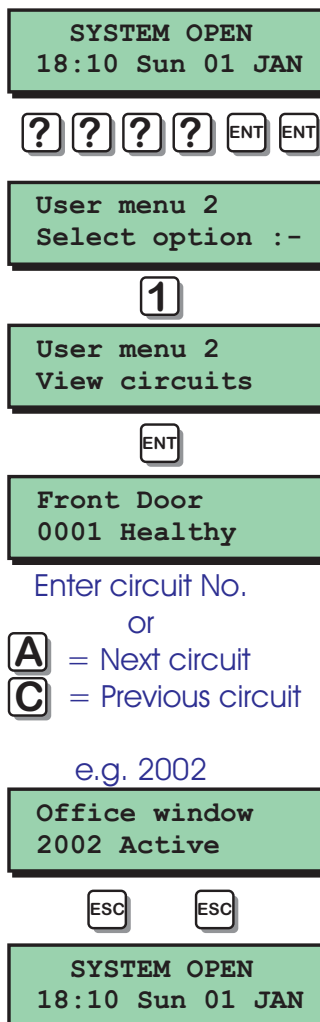 SYSTEM OPEN
18:10 Sun 01 JAN
? ? ? ? ENT ENT
User menu 2
Select option :-
1
User menu 2
View circuits
ENT
Front Door
0001 Healthy
Enter circuit No.
or
A = Next circuit
C = Previous circuit
e.g. 2002
Office window
2002 Active
ESC ESC
SYSTEM OPEN
18:10 Sun 01 JAN